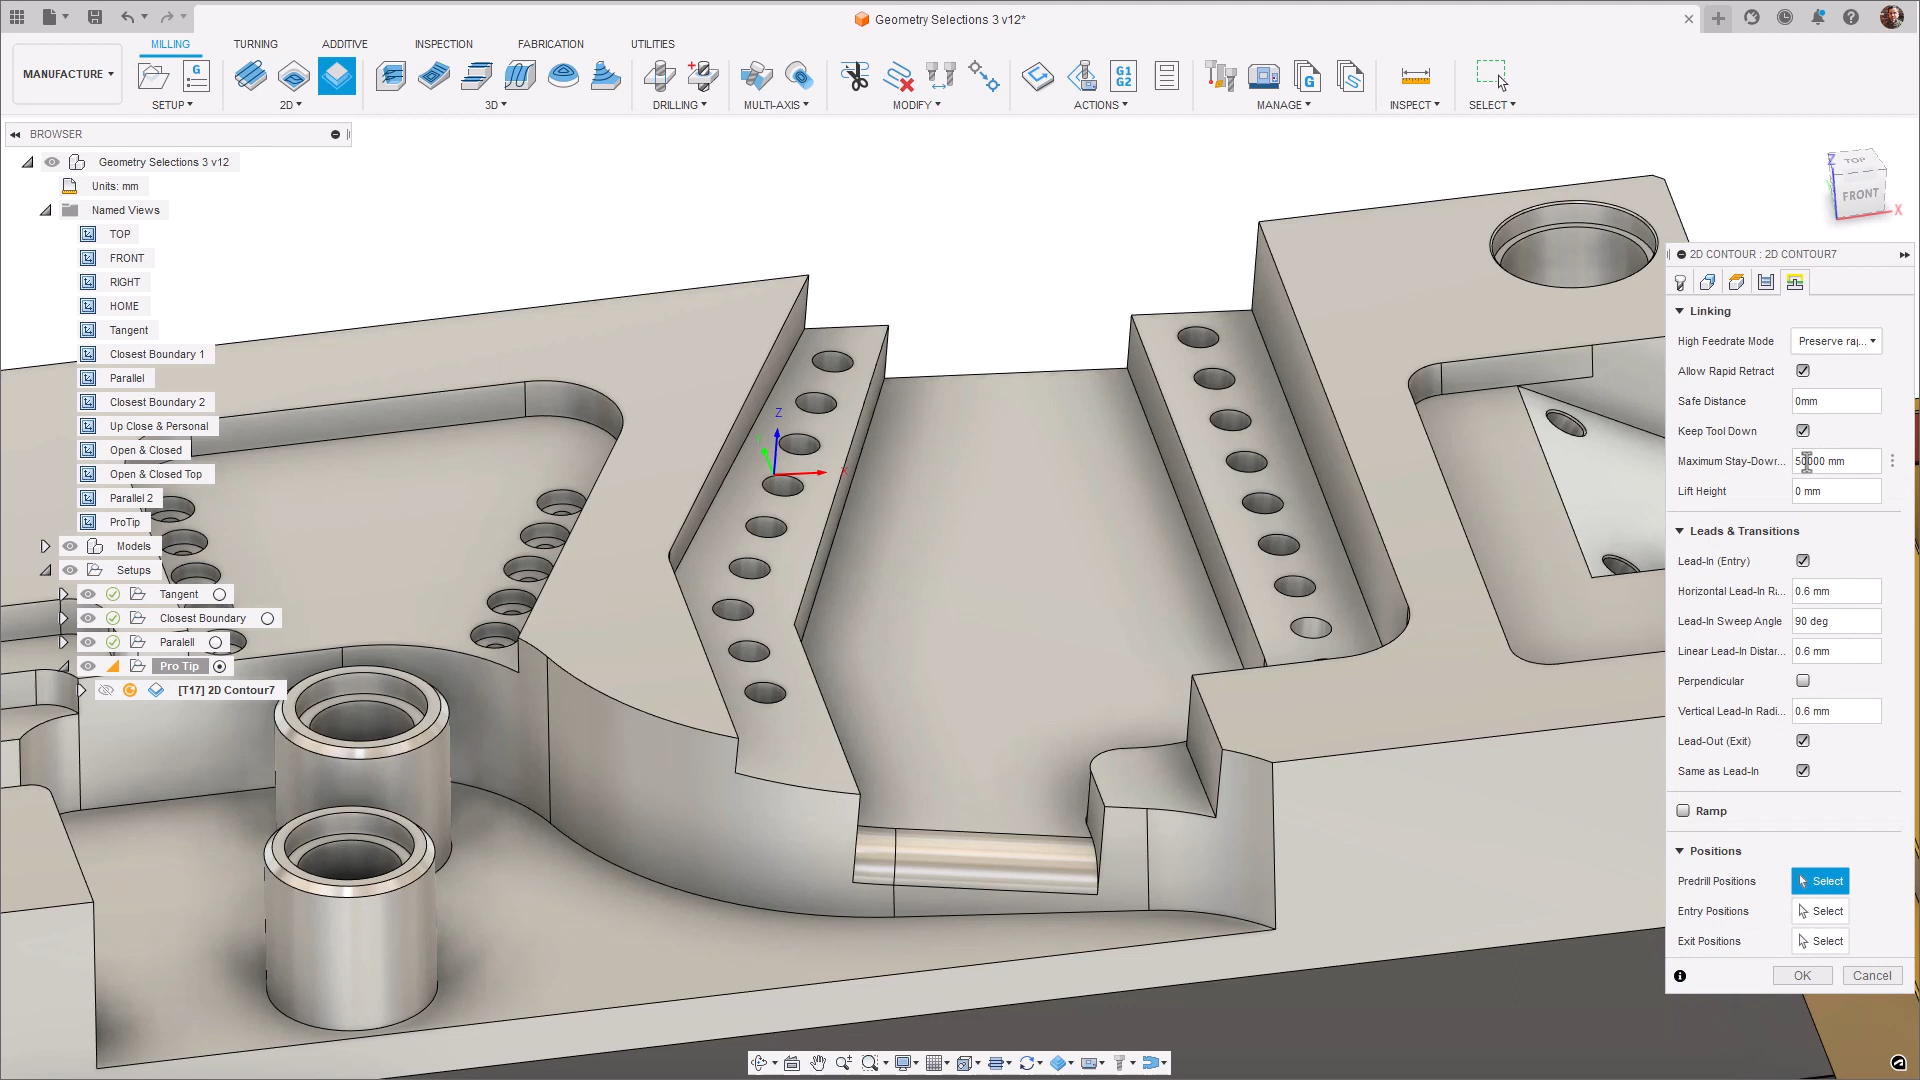 Geometry Selections 3 v12*
MANUFACTURE
MILLING
TURNING
ADDITIVE
INSPECTION
FABRICATION
UTILITIES
G
G1
G2
SETUP
2D
3D
DRILLING
MULTI-AXIS
MODIFY
ACTIONS
MANAGE
INSPECT
SELECT
BROWSER
Geometry Selections 3 v12
Units: mm
Named Views
TOP
FRONT
RIGHT
HOME
Tangent
Closest Boundary 1
Parallel
Closest Boundary 2
Up Close & Personal
Open & Closed
Open & Closed Top
Parallel 2
ProTip
Models
Setups
Tangent
Closest Boundary
Paralell
Pro Tip
[T17] 2D Contour7
Z
X
TOP
FRONT
Z
X
2D CONTOUR : 2D CONTOUR7
Linking
High Feedrate Mode Preserve raj...
Allow Rapid Retract
Safe Distance 0mm
Keep Tool Down
Maximum Stay-Down... 50000 mm
Lift Height 0 mm
Leads & Transitions
Lead-In (Entry)
Horizontal Lead-In R... 0.6 mm
Lead-In Sweep Angle 90 deg
Linear Lead-In Distar... 0.6 mm
Perpendicular
Vertical Lead-In Radi... 0.6 mm
Lead-Out (Exit)
Same as Lead-In
Ramp
Positions
Predrill Positions Select
Entry Positions Select
Exit Positions Select
OK Cancel